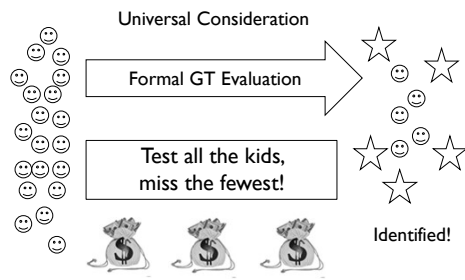 Universal Consideration
Formal GT Evaluation
Test all the kids,
miss the fewest!
Identified!
$ $ $